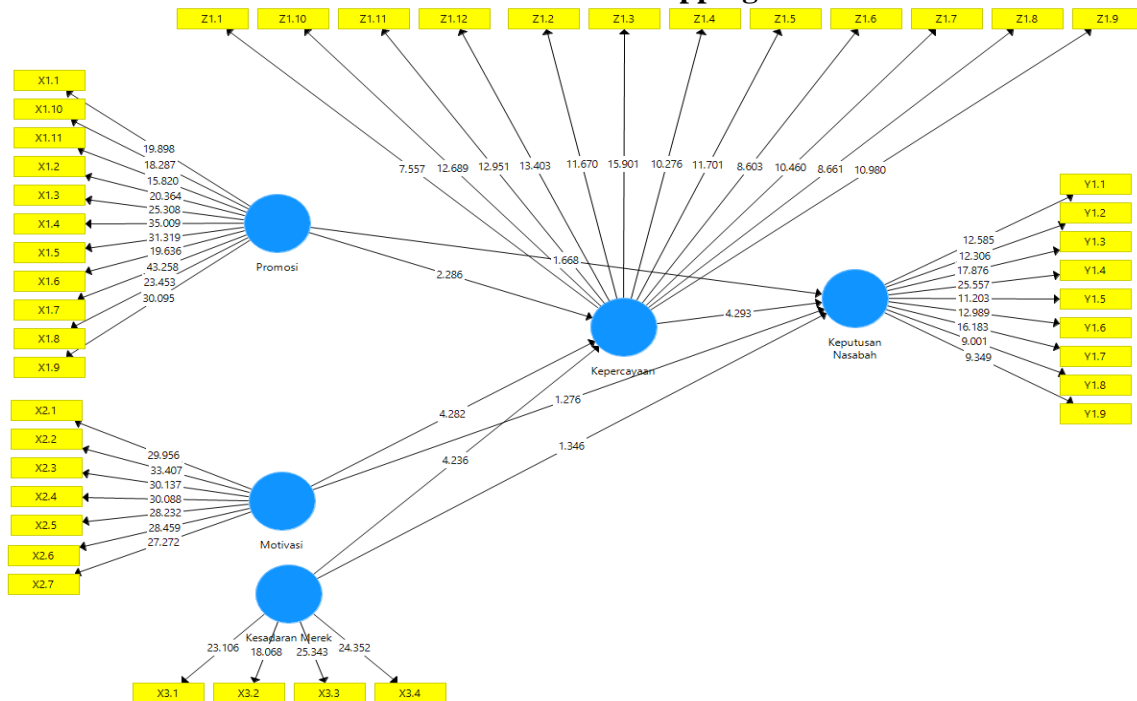 pping
Z1.1 Z1.10 Z1.11 Z1.12 Z1.2 Z1.3 Z1.4 Z1.5 Z1.6 Z1.7 Z1.8 Z1.9
X1.1
X1.10
X1.11
X1.2
X1.3
X1.4
X1.5
X1.6
X1.7
X1.8
X1.9
19.898
18.287
15.820
20.364
25.308
35.009
31.319
19.636
43.258
23.453
30.095
Promosi
7.557 12.689 12.951 13.403 11.670 15.901 10.276 11.701 8.603 10.460 8.661 10.980
2.286
1.668
Kepercayaan
4.293
Keputusan
Nasabah
12.585
12.306
17.876
25.557
11.203
12.989
16.183
9.001
9.349
Y1.1
Y1.2
Y1.3
Y1.4
Y1.5
Y1.6
Y1.7
Y1.8
Y1.9
4.282
1.276
4.236
1.346
X2.1
X2.2
X2.3
X2.4
X2.5
X2.6
X2.7
29.956
33.407
30.137
30.088
28.232
28.459
27.272
Motivasi
Kesadaran Merek
23.106 18.068 25.343 24.352
X3.1 X3.2 X3.3 X3.4